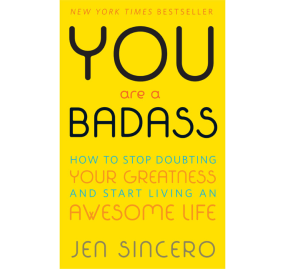 NEW YORK TIMES BESTSELLER
YOU
are a
BADASS
HOW TO STOP DOUBTING
YOUR GREATNESS
AND START LIVING AN
AWESOME LIFE
JEN SINCERO